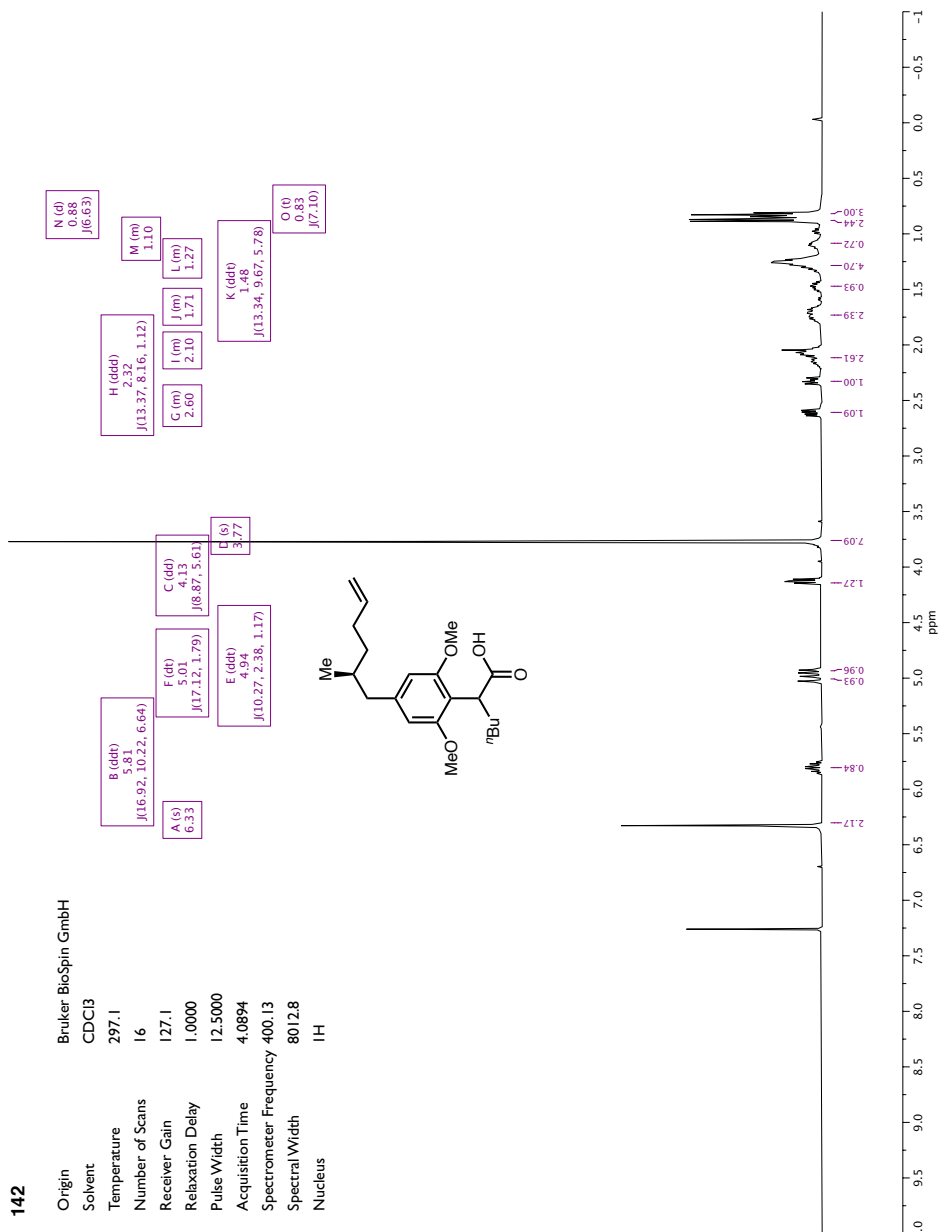 142
Origin Bruker BioSpin GmbH
Solvent CDCl3
Temperature 297.1
Number of Scans 16
Receiver Gain 127.1
Relaxation Delay 1.0000
Pulse Width 12.5000
Acquisition Time 4.0894
Spectrometer Frequency 400.13
Spectral Width 8012.8
Nucleus 1H
A (s)
6.33
B (ddt)
5.81
J(16.92, 10.22, 6.64)
F (dt)
5.01
J(17.12, 1.79)
E (ddt)
4.94
J(10.27, 2.38, 1.17)
C (dd)
4.13
J(8.87, 5.61)
D (s)
3.77
G (m)
2.60
H (ddd)
2.32
J(13.37, 8.16, 1.12)
I (m)
2.10
J (m)
1.71
K (ddt)
1.48
J(13.34, 9.67, 5.78)
L (m)
1.27
M (m)
1.10
N (d)
0.88
J(6.63)
O (t)
0.83
J(7.10)
Me
MeO
OMe
nBu
OH
O
2.17
0.84
0.93
0.96
1.27
7.09
1.09
1.00
2.61
2.39
0.93
4.70
0.72
2.44
3.00
.0 9.5 9.0 8.5 8.0 7.5 7.0 6.5 6.0 5.5 5.0 4.5 4.0 3.5 3.0 2.5 2.0 1.5 1.0 0.5 0.0 -0.5 -1
ppm